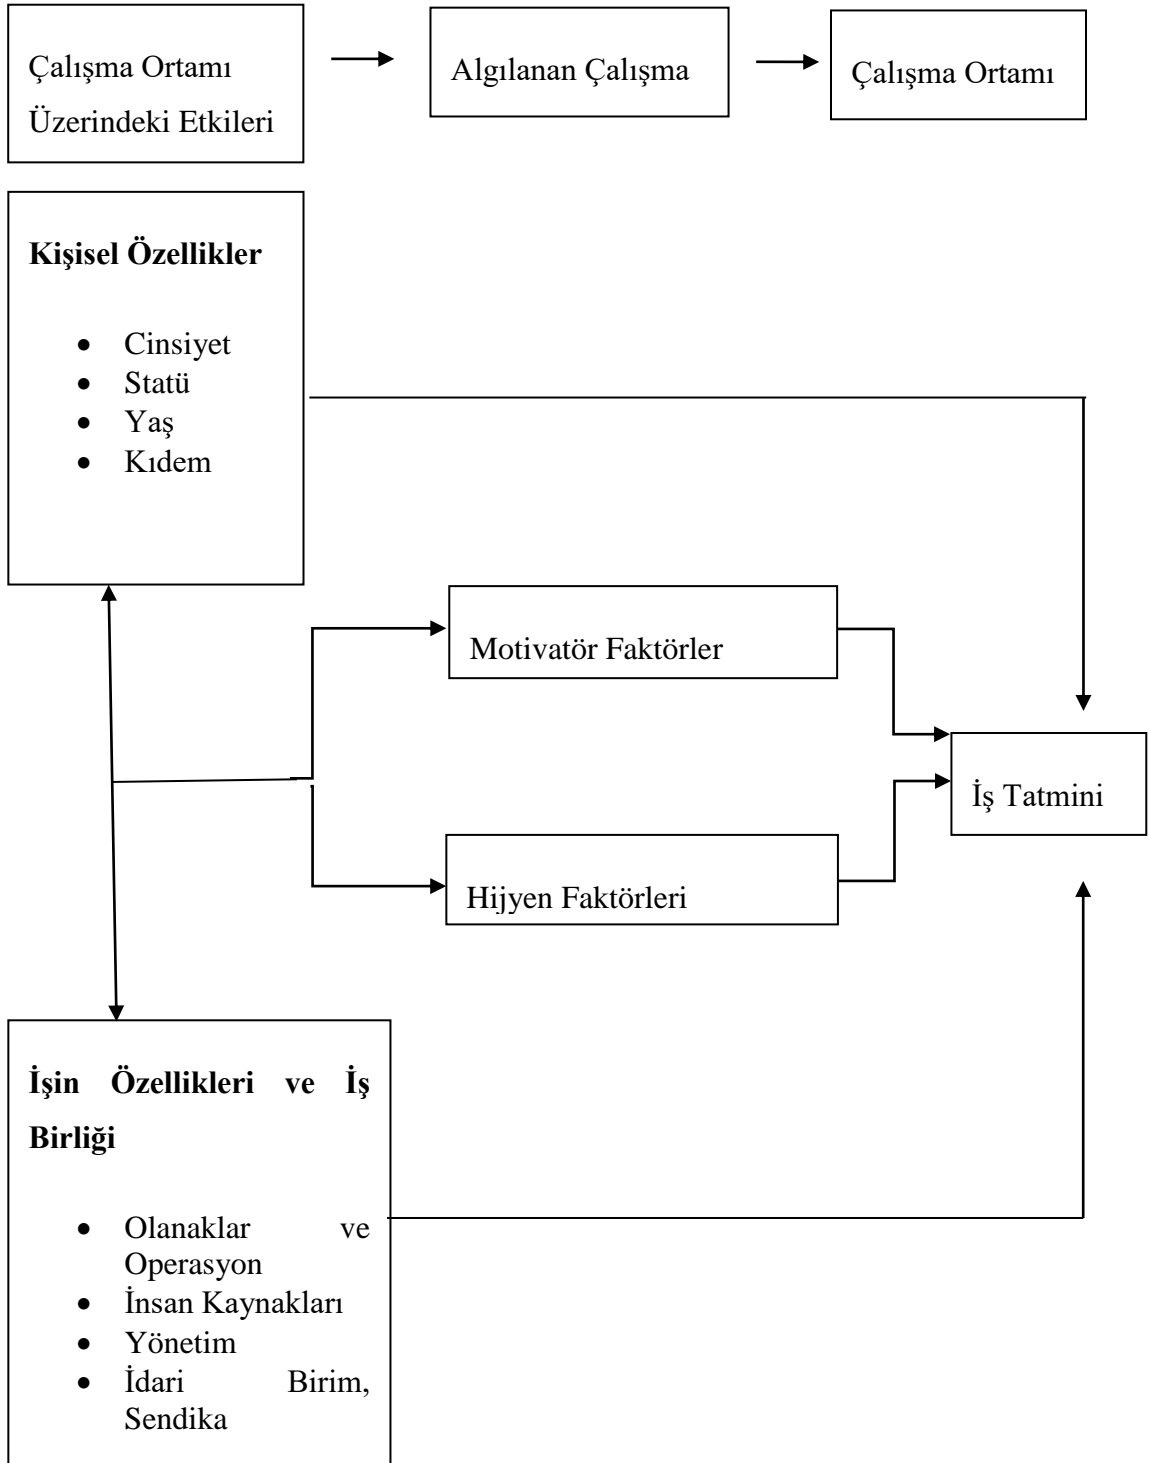 Çalışma Ortamı
Üzerindeki Etkileri
Algılanan Çalışma
Çalışma Ortamı
Kişisel Özellikler
• Cinsiyet
• Statü
• Yaş
• Kıdem
Motivatör Faktörler
İş Tatmini
Hijyen Faktörleri
İşin Özellikleri ve İş
Birliği
• Olanaklar ve
Operasyon
• İnsan Kaynakları
• Yönetim
• İdari Birim,
Sendika